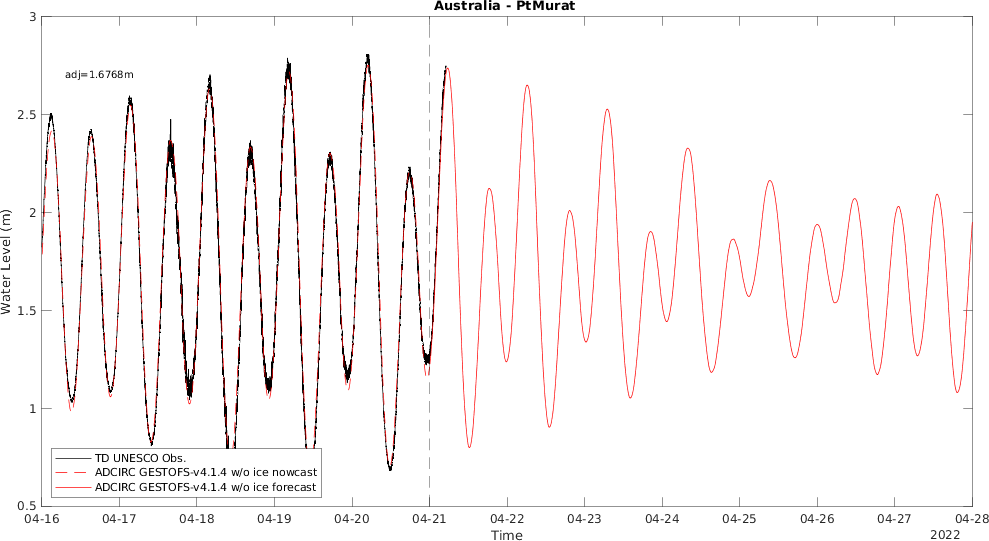 Australia - PtMurat
adj=1.6768m
Water Level (m)
3
2.5
2
1.5
1
0.5
TD UNESCO Obs.
ADCIRC GESTOFS-v4.1.4 w/o ice nowcast
ADCIRC GESTOFS-v4.1.4 w/o ice forecast
04-16 04-17 04-18 04-19 04-20 04-21 04-22 04-23 04-24 04-25 04-26 04-27 04-28
Time
2022